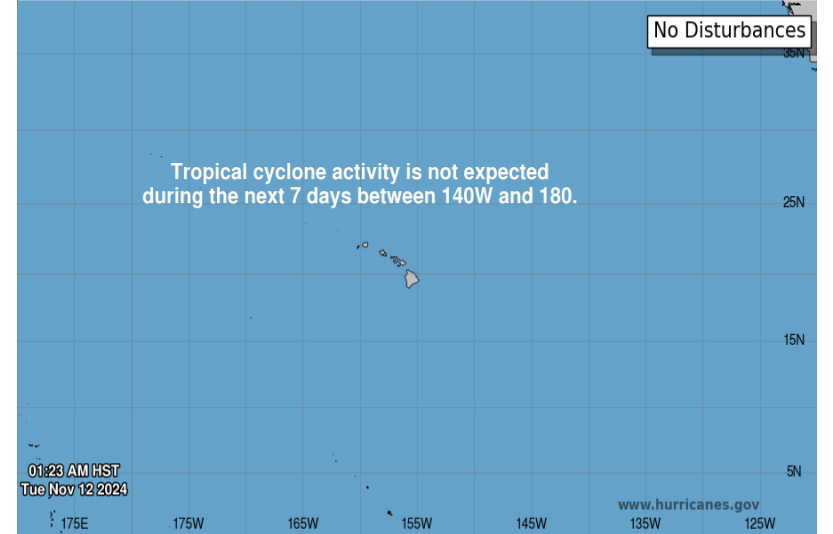 No Disturbances
35N
Tropical cyclone activity is not expected
during the next 7 days between 140W and 180.
25N
15N
5N
01:23 AM HST
Tue Nov 12 2024
www.hurricanes.gov
175E 175W 165W 155W 145W 135W 125W